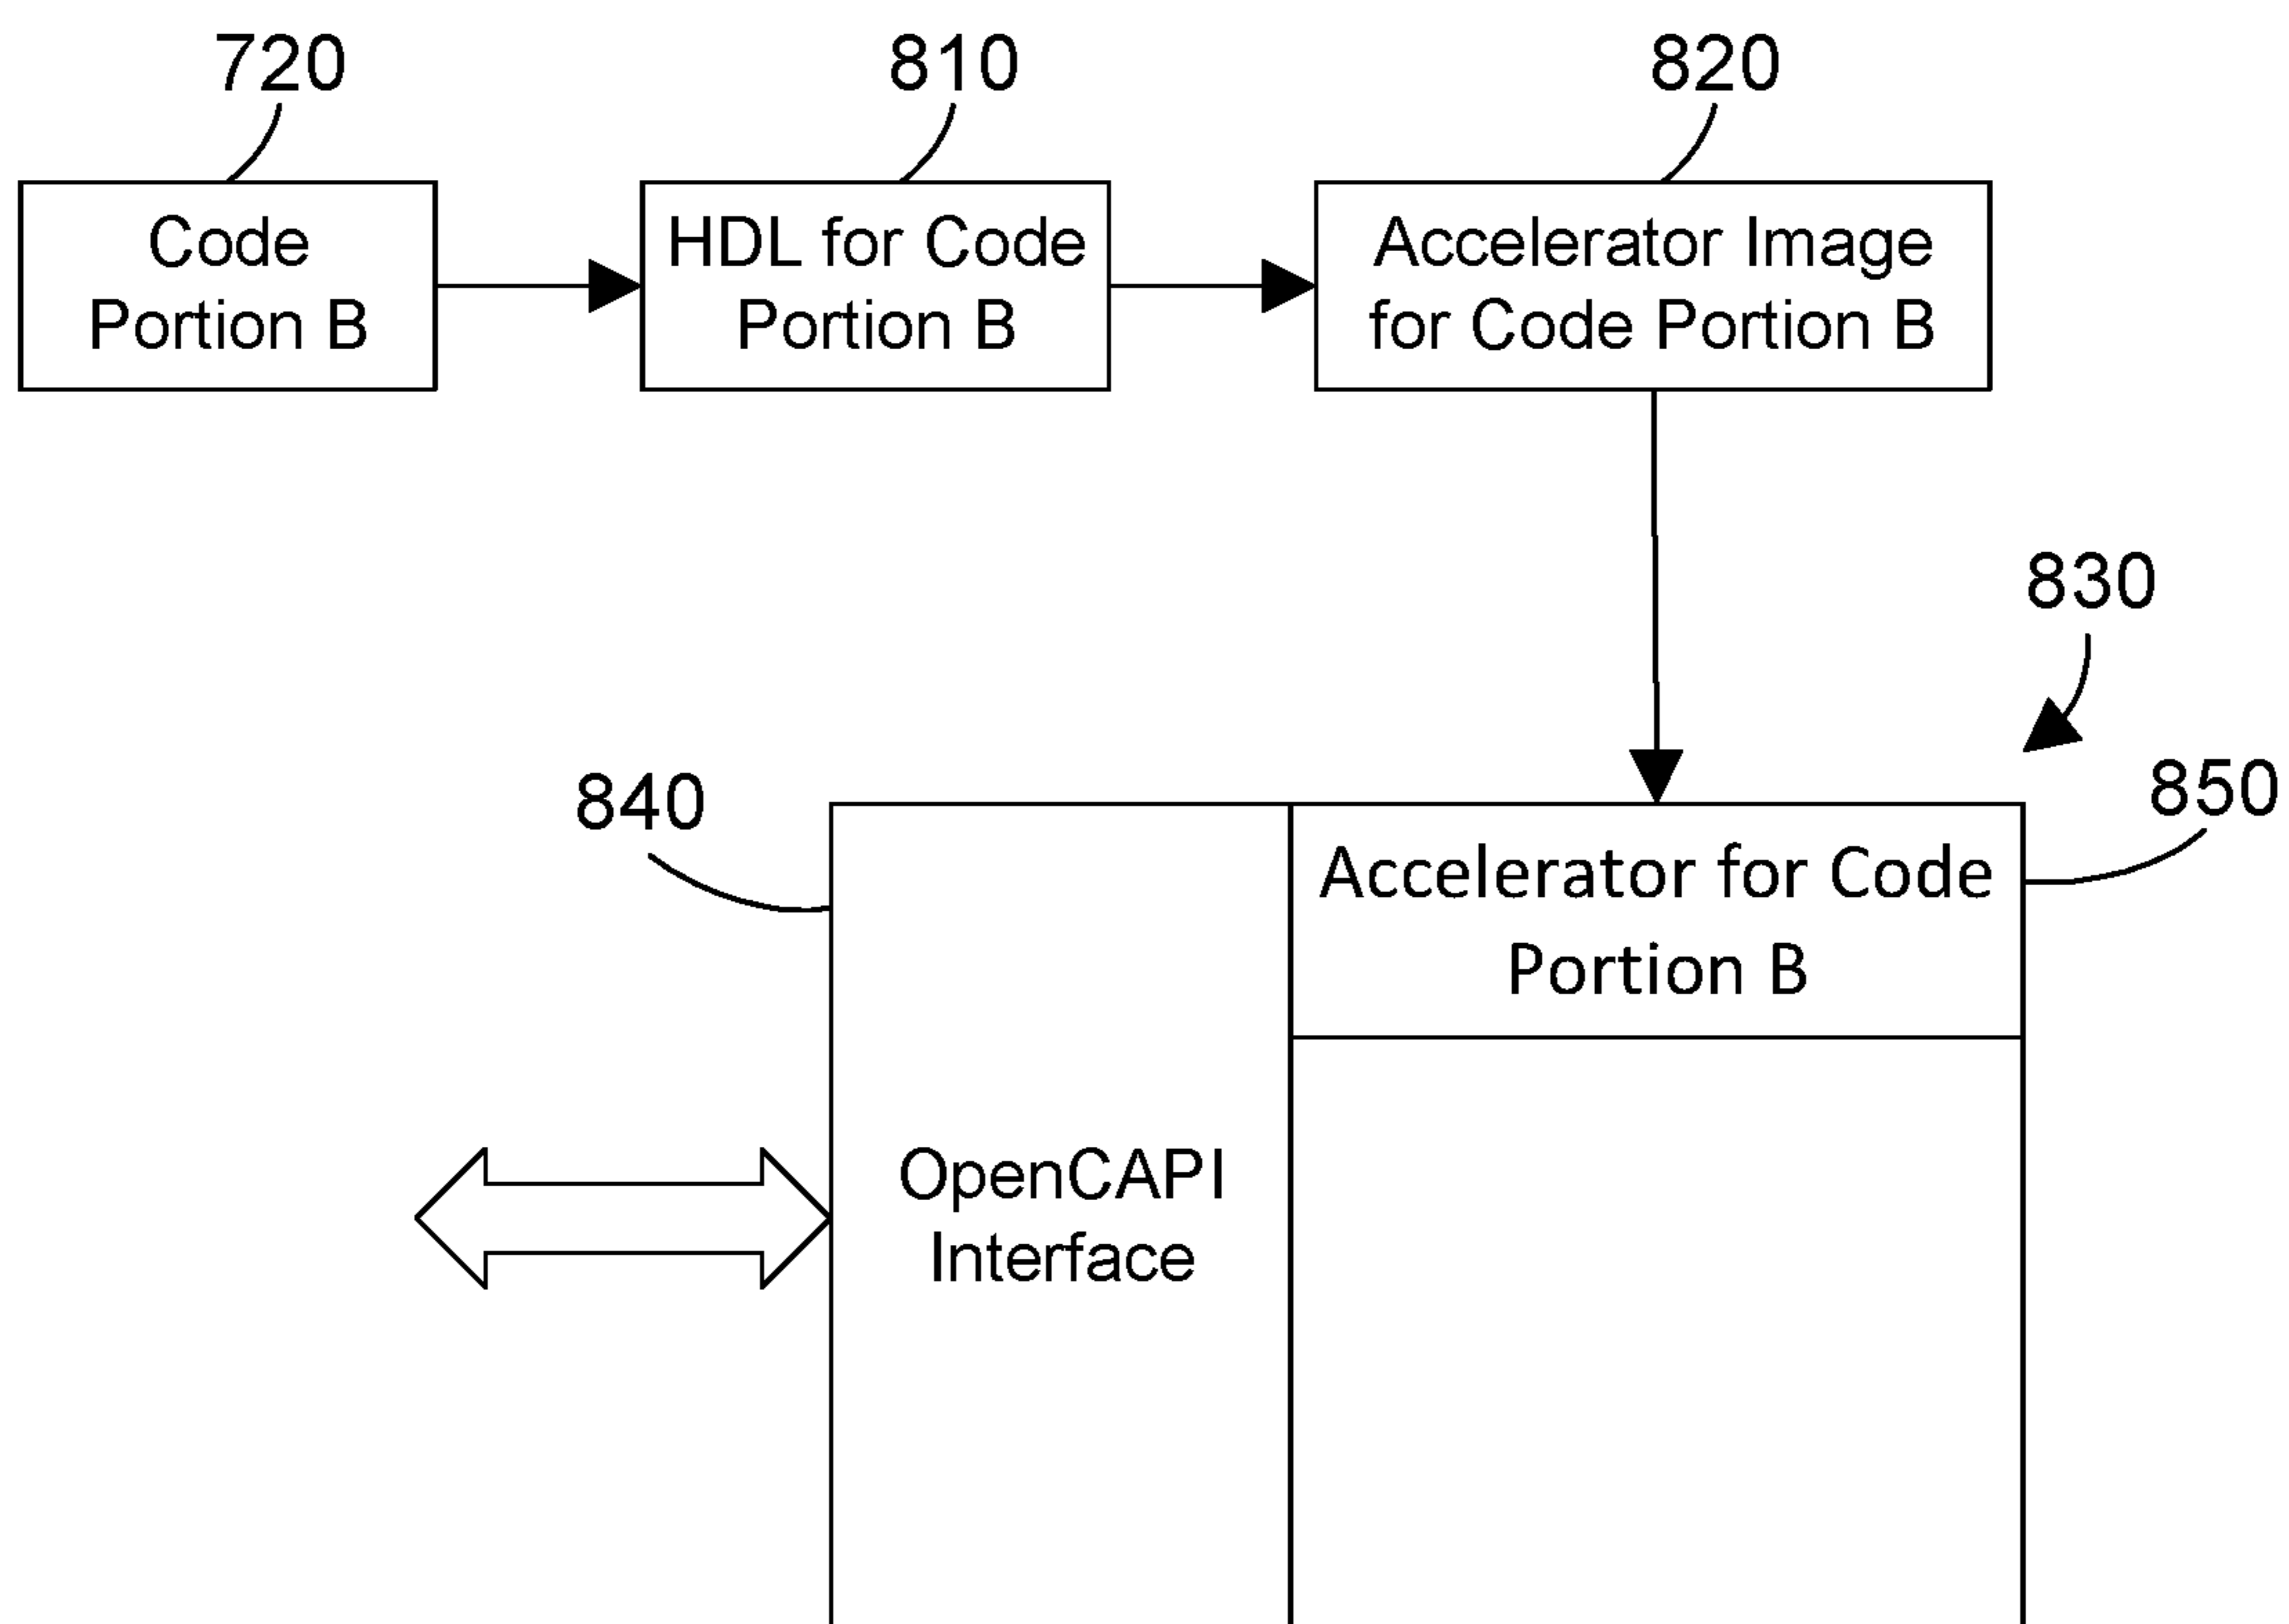 720
810
820
Code
Portion B
HDL for Code
Portion B
Accelerator Image
for Code Portion B
830
840
850
Accelerator for Code
Portion B
OpenCAPI
Interface